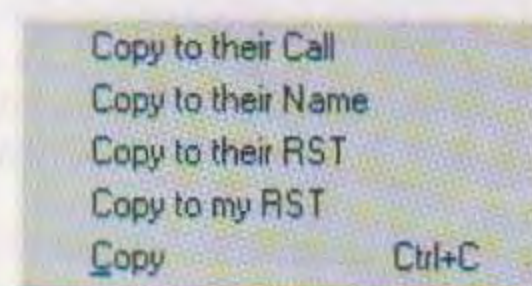 Copy to their Call
Copy to their Name
Copy to their RST
Copy to my RST
Copy Ctrl+C